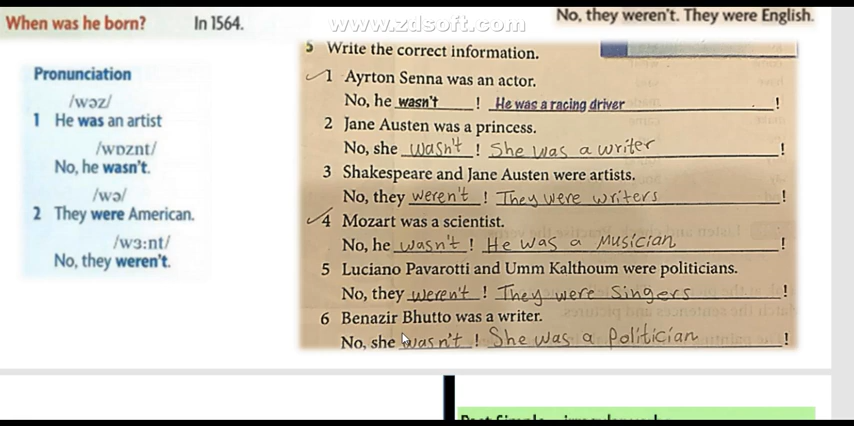 When was he born? In 1564.
www.zdsoft.com
No, they weren't. They were English.
Pronunciation
/wəz/
1 He was an artist
/wɒznt/
No, he wasn't.
/wə/
2 They were American.
/wɜːnt/
No, they weren't.
5 Write the correct information.
1 Ayrton Senna was an actor.
No, he wasn't ! He was a racing driver !
2 Jane Austen was a princess.
No, she wasn't ! She was a writer !
3 Shakespeare and Jane Austen were artists.
No, they weren't ! They were writers !
4 Mozart was a scientist.
No, he wasn't ! He was a Musician !
5 Luciano Pavarotti and Umm Kalthoum were politicians.
No, they weren't ! They were Singers !
6 Benazir Bhutto was a writer.
No, she wasn't ! She was a Politician !